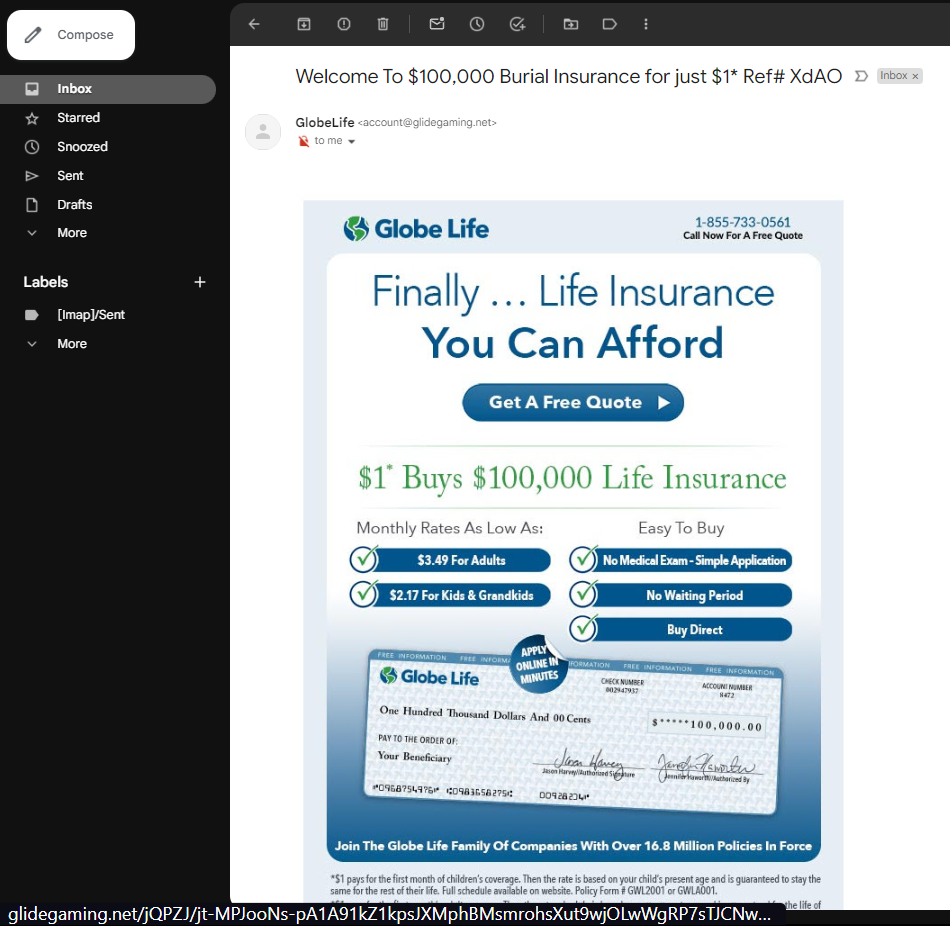 Compose
Inbox
Starred
Snoozed
Sent
Drafts
More
Labels
[Imap]/Sent
More
Welcome To $100,000 Burial Insurance for just $1* Ref# XdAO
Inbox ×
GlobeLife <account@glidegaming.net>
to me
Globe Life
1-855-733-0561
Call Now For A Free Quote
Finally ... Life Insurance
You Can Afford
Get A Free Quote
$1* Buys $100,000 Life Insurance
Monthly Rates As Low As:
$3.49 For Adults
$2.17 For Kids & Grandkids
Easy To Buy
No Medical Exam - Simple Application
No Waiting Period
Buy Direct
APPLY
ONLINE IN
MINUTES
FREE INFORMATION FREE INFORMA FORMATION FREE INFORMATION FREE INFORMATION
Globe Life
CHECK NUMBER
002947937
ACCOUNT NUMBER
8472
One Hundred Thousand Dollars And 00 Cents
$*****100,000.00
PAY TO THE ORDER OF:
Your Beneficiary
Jason Harvey//Authorized Signature
Jennifer Haworth//Authorized By
Join The Globe Life Family Of Companies With Over 16.8 Million Policies In Force
*$1 pays for the first month of children's coverage. Then the rate is based on your child's present age and is guaranteed to stay the
same for the rest of their life. Full schedule available on website. Policy Form # GWL2001 or GWLA001.
the life of
glidegaming.net/jQPZJ/jt-MPJooNs-pA1A91kZ1kpsJXMphBMsmrohsXut9wjOLwWgRP7sTJCNw...